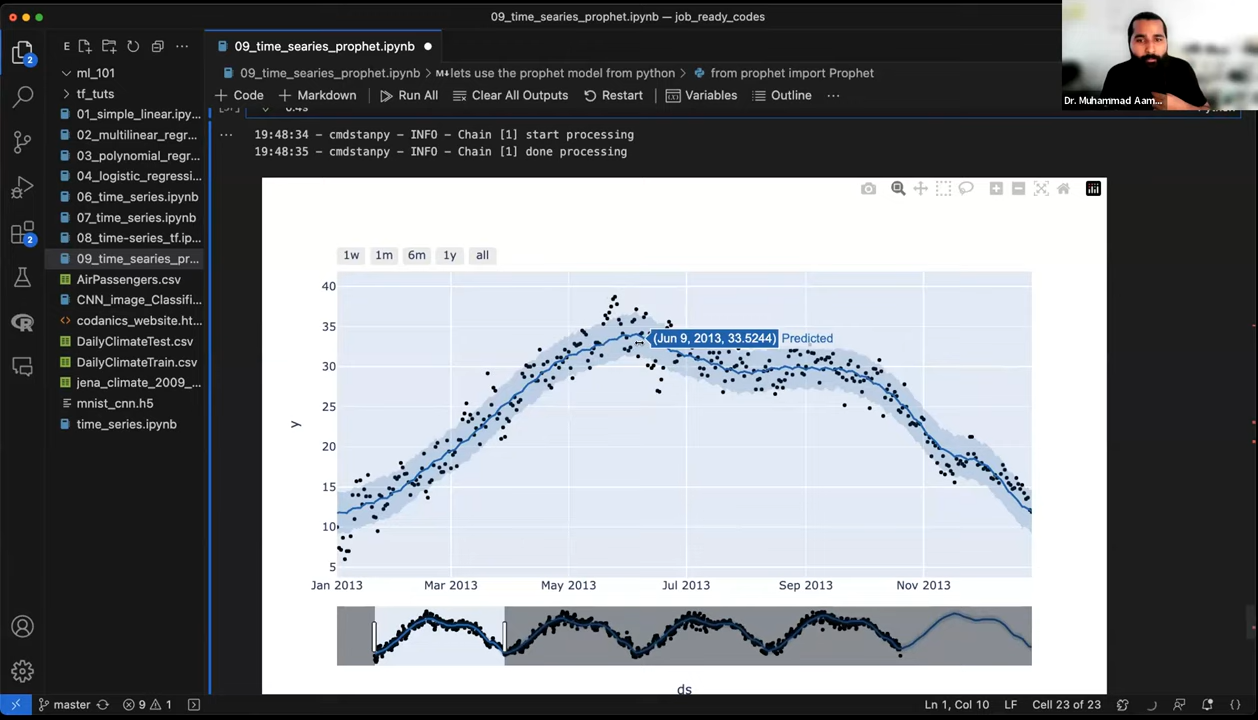 09_time_searies_prophet.ipynb — job_ready_codes
Dr. Muhammad Aam...
2
E
09_time_searies_prophet.ipynb
ml_101
09_time_searies_prophet.ipynb > M↓lets use the prophet model from python > from prophet import Prophet
tf_tuts
+ Code + Markdown Run All Clear All Outputs Restart Variables Outline ...
01_simple_linear.ipy...
02_multilinear_regr...
03_polynomial_regr...
04_logistic_regressi...
06_time_series.ipynb
07_time_series.ipynb
08_time-series_tf.ip...
09_time_searies_pr...
AirPassengers.csv
CNN_image_Classifi...
codanics_website.ht...
DailyClimateTest.csv
DailyClimateTrain.csv
jena_climate_2009_...
mnist_cnn.h5
time_series.ipynb
2
19:48:34 - cmdstanpy - INFO - Chain [1] start processing
19:48:35 - cmdstanpy - INFO - Chain [1] done processing
1w 1m 6m 1y all
40
35
30
25
20
15
10
5
y
(Jun 9, 2013, 33.5244) Predicted
Jan 2013 Mar 2013 May 2013 Jul 2013 Sep 2013 Nov 2013
ds
master 9 1
Ln 1, Col 10 LF Cell 23 of 23